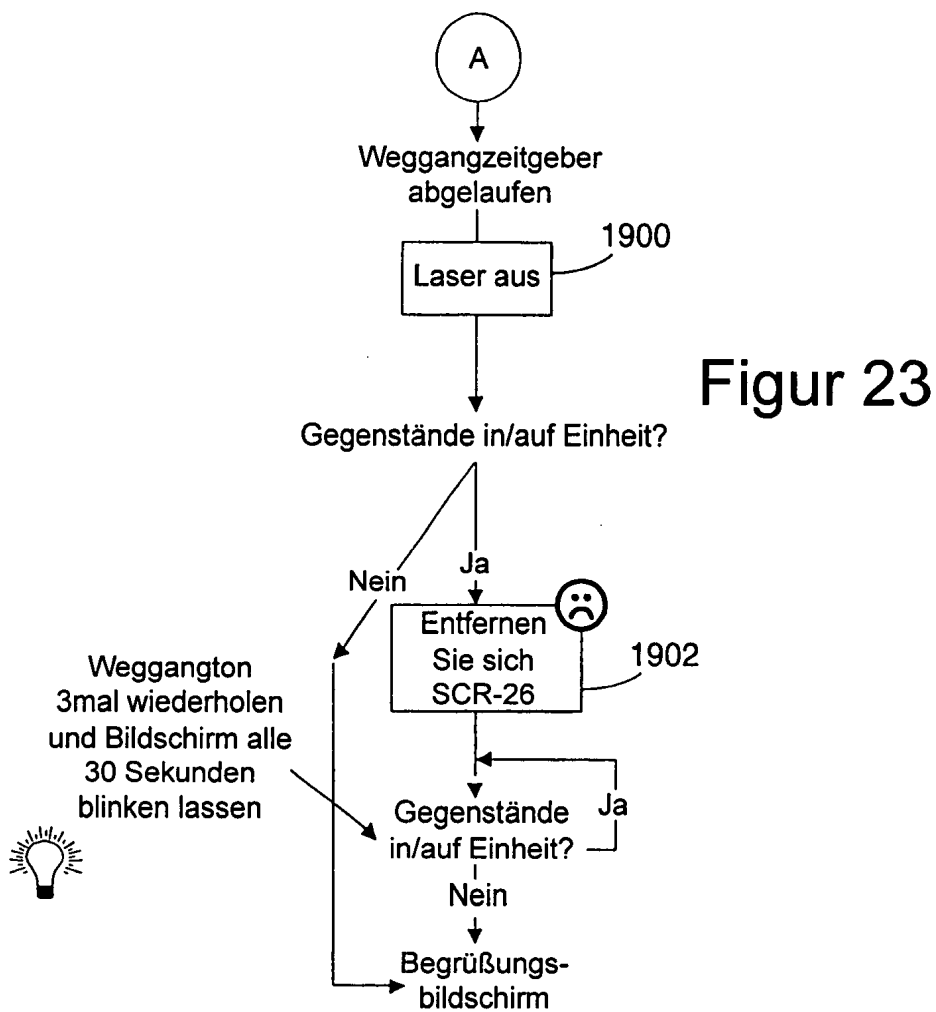 A
Weggangzeitgeber
abgelaufen
1900
Laser aus
Figur 23
Gegenstände in/auf Einheit?
Nein
Ja
Entfernen
Sie sich
SCR-26
1902
Weggangton
3mal wiederholen
und Bildschirm alle
30 Sekunden
blinken lassen
Gegenstände
in/auf Einheit?
Ja
Nein
Begrüßungs-
bildschirm